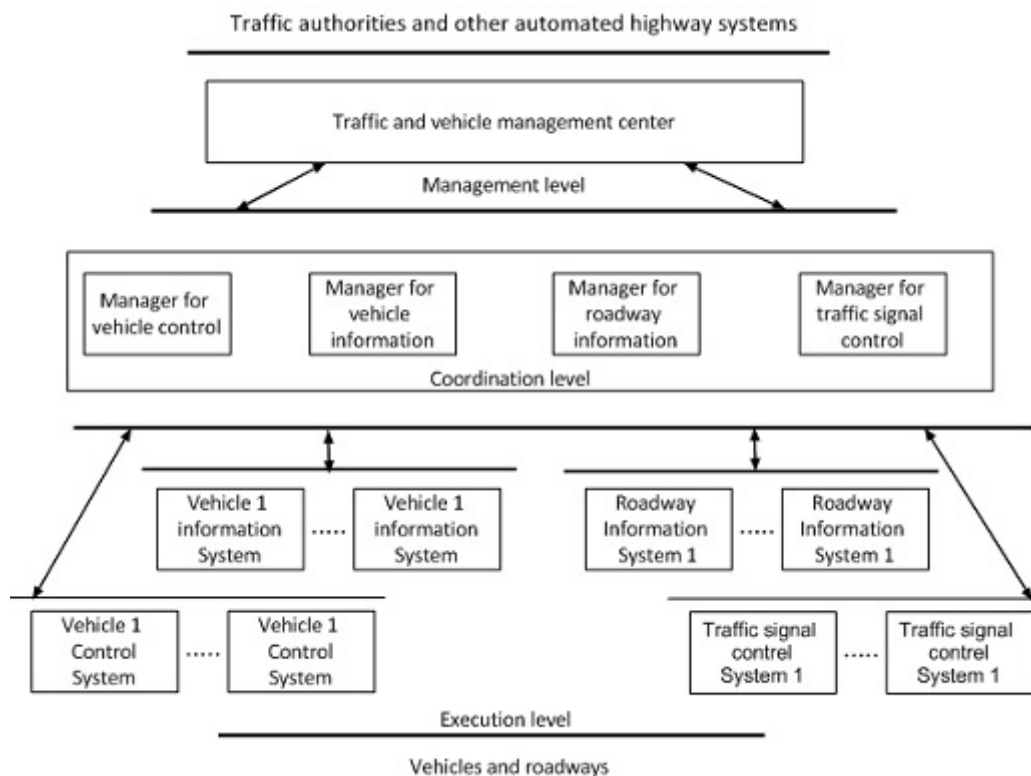 Traffic authorities and other automated highway systems
Traffic and vehicle management center
Management level
Manager for
vehicle control
Manager for
vehicle
information
Manager for
roadway
information
Manager for
traffic signal
control
Coordination level
Vehicle 1
information
System
.....
Vehicle 1
information
System
Roadway
Information
System 1
.....
Roadway
Information
System 1
Vehicle 1
Control
System
.....
Vehicle 1
Control
System
Traffic signal
contrel
System 1
.....
Traffic signal
contrel
System 1
Execution level
Vehicles and roadways